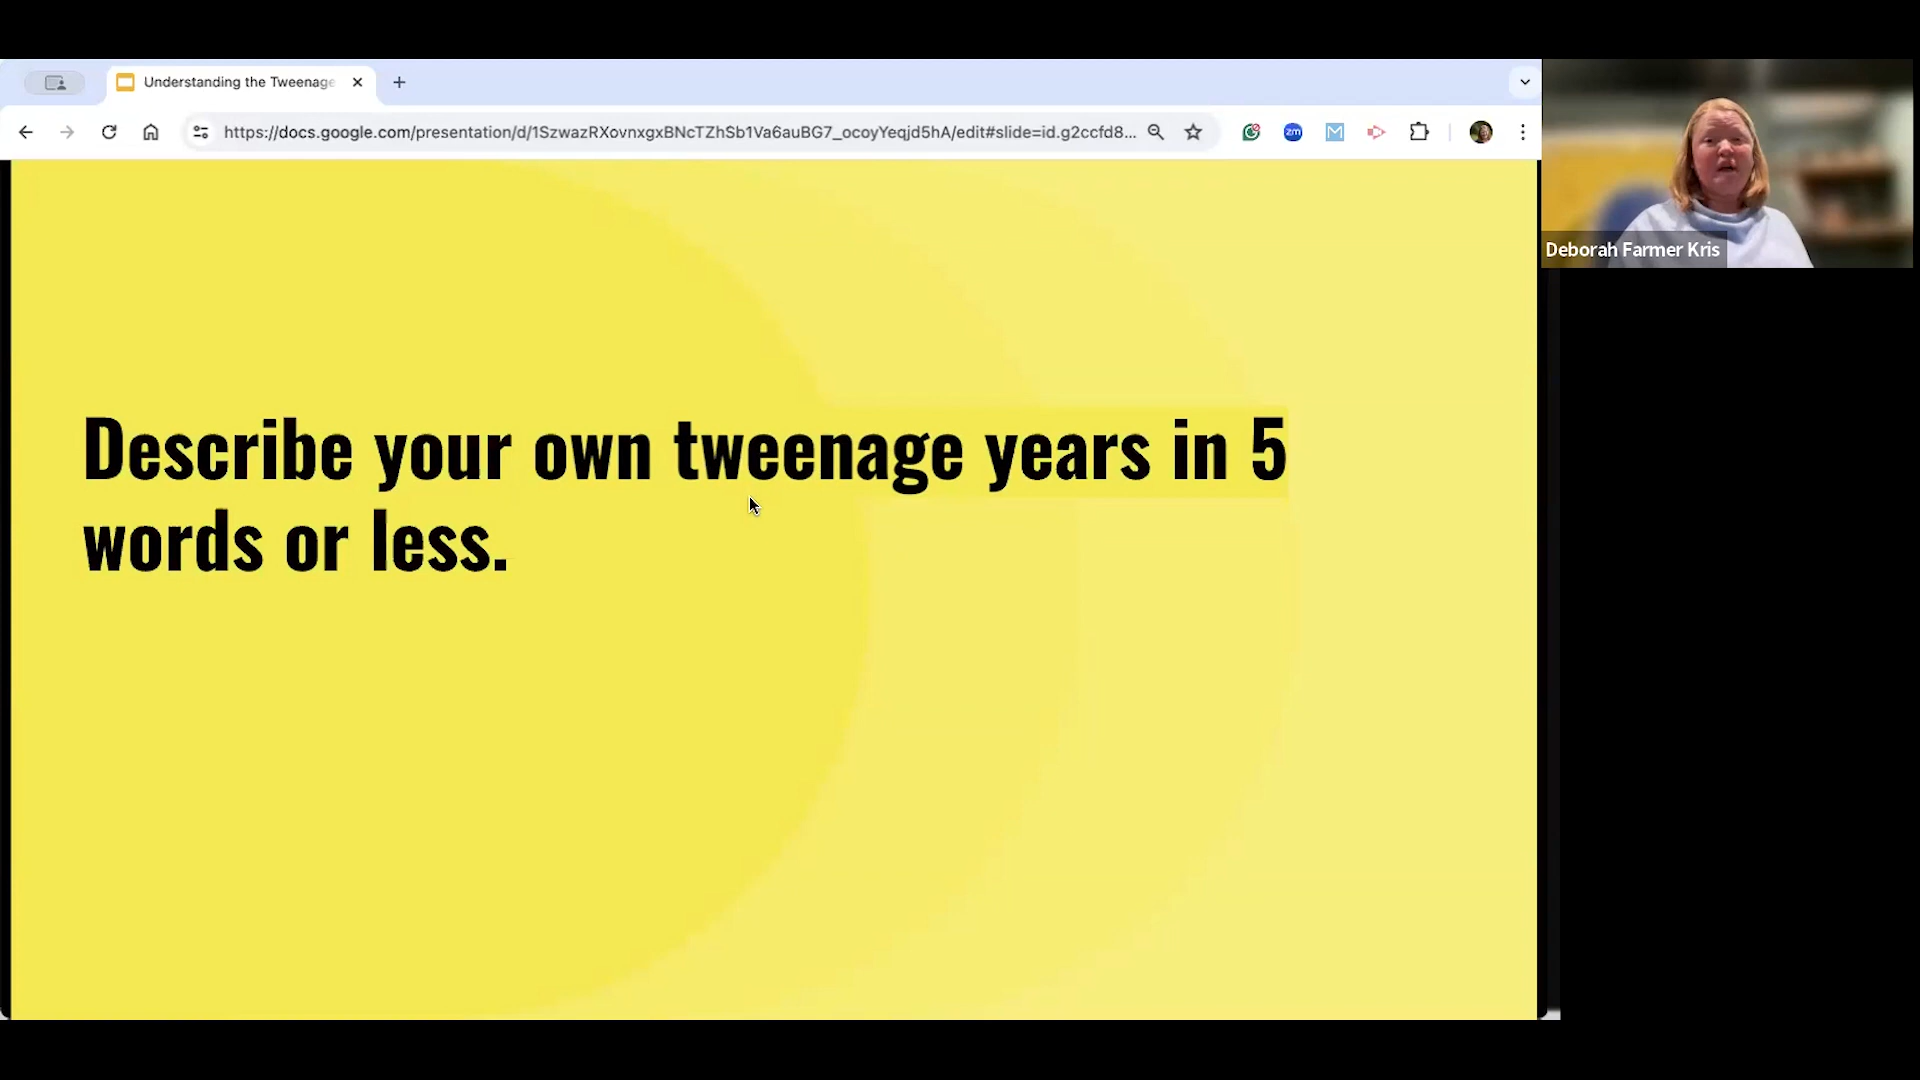 Understanding the Tweenage
https://docs.google.com/presentation/d/1SzwazRXovnxgxBNcTZhSb1Va6auBG7_ocoyYeqjd5hA/edit#slide=id.g2ccfd8...
zm
M
Deborah Farmer Kris
Describe your own tweenage years in 5
words or less.